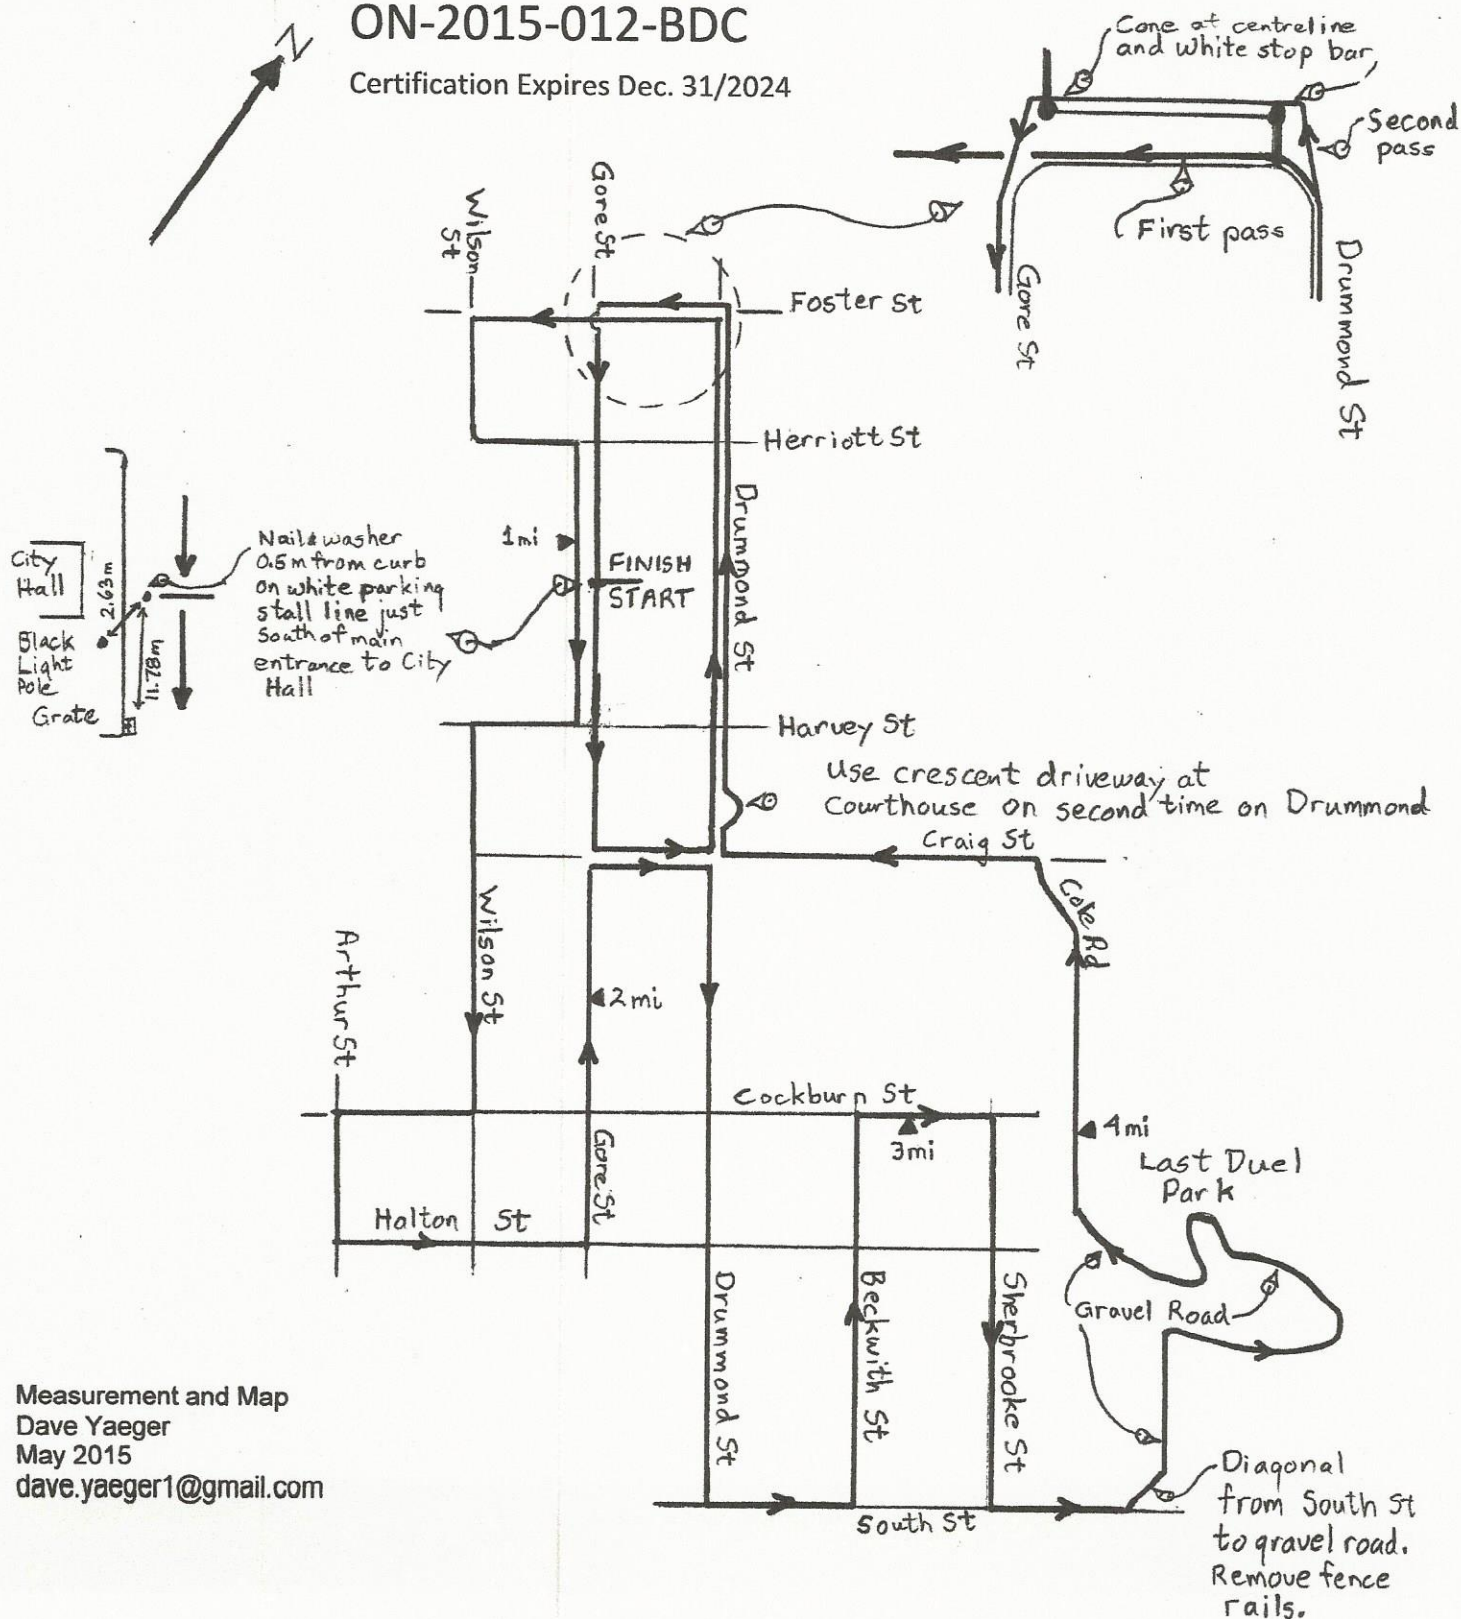 ON-2015-012-BDC
Certification Expires Dec. 31/2024
N
Cone at centreline
and white stop bar
Second
pass
First pass
Gore St
Drummond St
Wilson
St
Gore St
Foster St
Herriott St
Drummond St
1mi
FINISH
START
City
Hall
2.63m
11.78m
Black
Light
Pole
Grate
Nail & washer
0.5m from curb
on white parking
stall line just
South of main
entrance to City
Hall
Harvey St
Use crescent driveway at
Courthouse on second time on Drummond
Craig St
Cole Rd
Wilson St
Arthur St
2mi
Cockburn St
3mi
4mi
Last Duel
Park
Gore St
Halton St
Gravel Road
Drummond St
Beckwith St
Sherbrooke St
South St
Diagonal
from South St
to gravel road.
Remove fence
rails.
Measurement and Map
Dave Yaeger
May 2015
dave.yaeger1@gmail.com